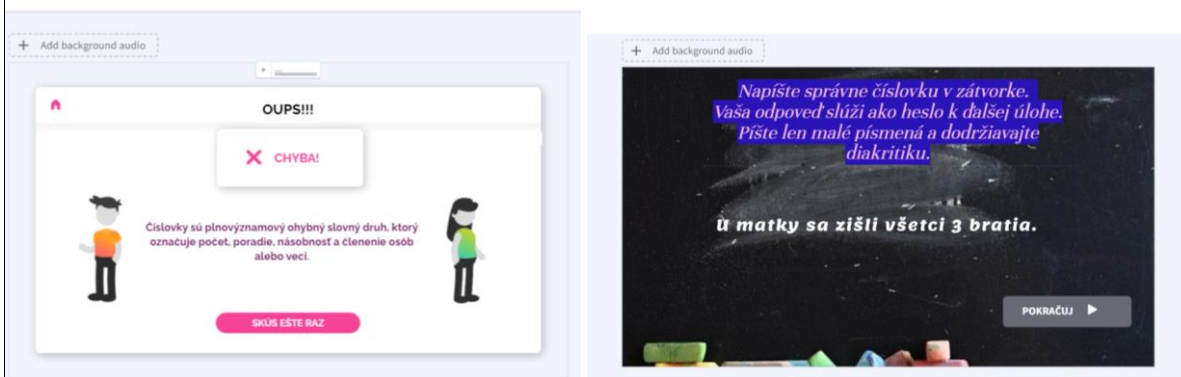 + Add background audio
OUPS!!!
CHYBA!
Číslovky sú plnovýznamový ohybný slovný druh, ktorý
označuje počet, poradie, násobnosť a členenie osôb
alebo vecí.
SKÚS EŠTE RAZ
+ Add background audio
Napíšte správne číslovku v zátvorke.
Vaša odpoveď slúži ako heslo k ďalšej úlohe.
Píšte len malé písmená a dodržiavajte
diakritiku.
U matky sa zišli všetci 3 bratia.
POKRAČUJ